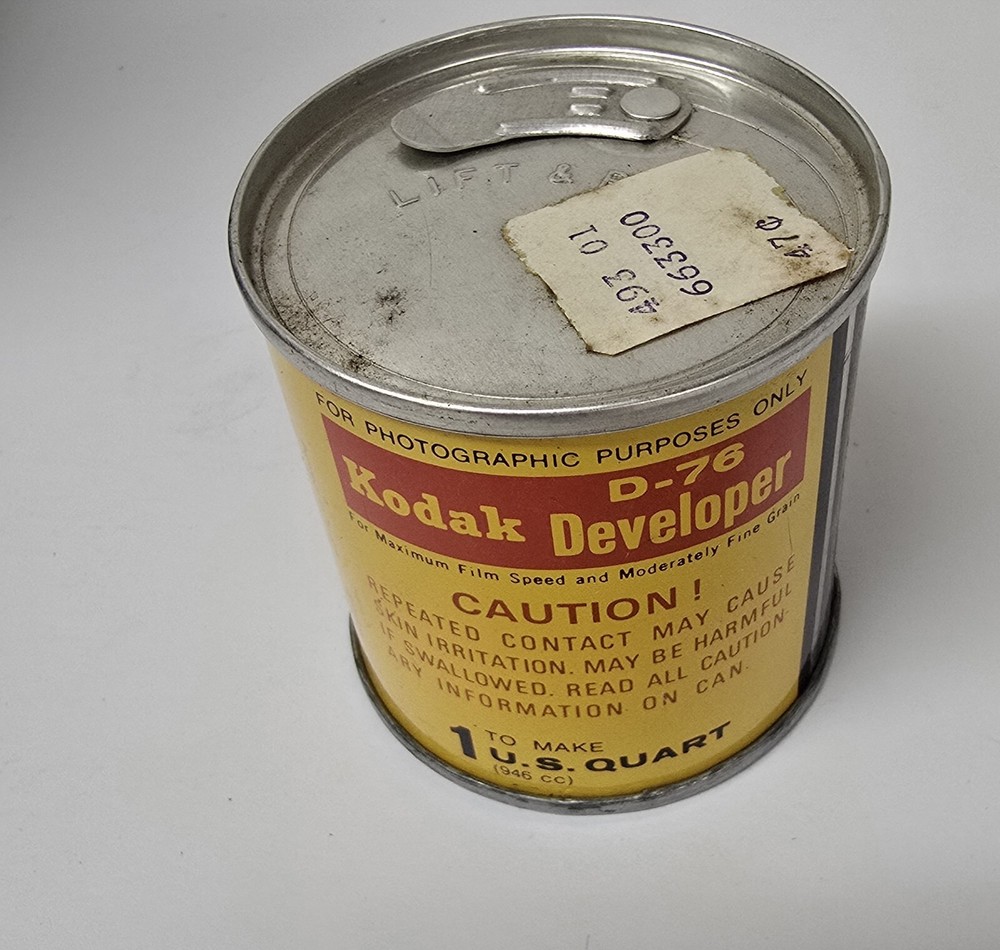 LIFT &
47¢
663300
493 01
FOR PHOTOGRAPHIC PURPOSES ONLY
Kodak D-76 Developer
For Maximum Film Speed and Moderately Fine Grain
CAUTION!
REPEATED CONTACT MAY CAUSE
SKIN IRRITATION. MAY BE HARMFUL
IF SWALLOWED. READ ALL CAUTION-
ARY INFORMATION ON CAN.
TO MAKE
1 U.S. QUART
(946 cc)